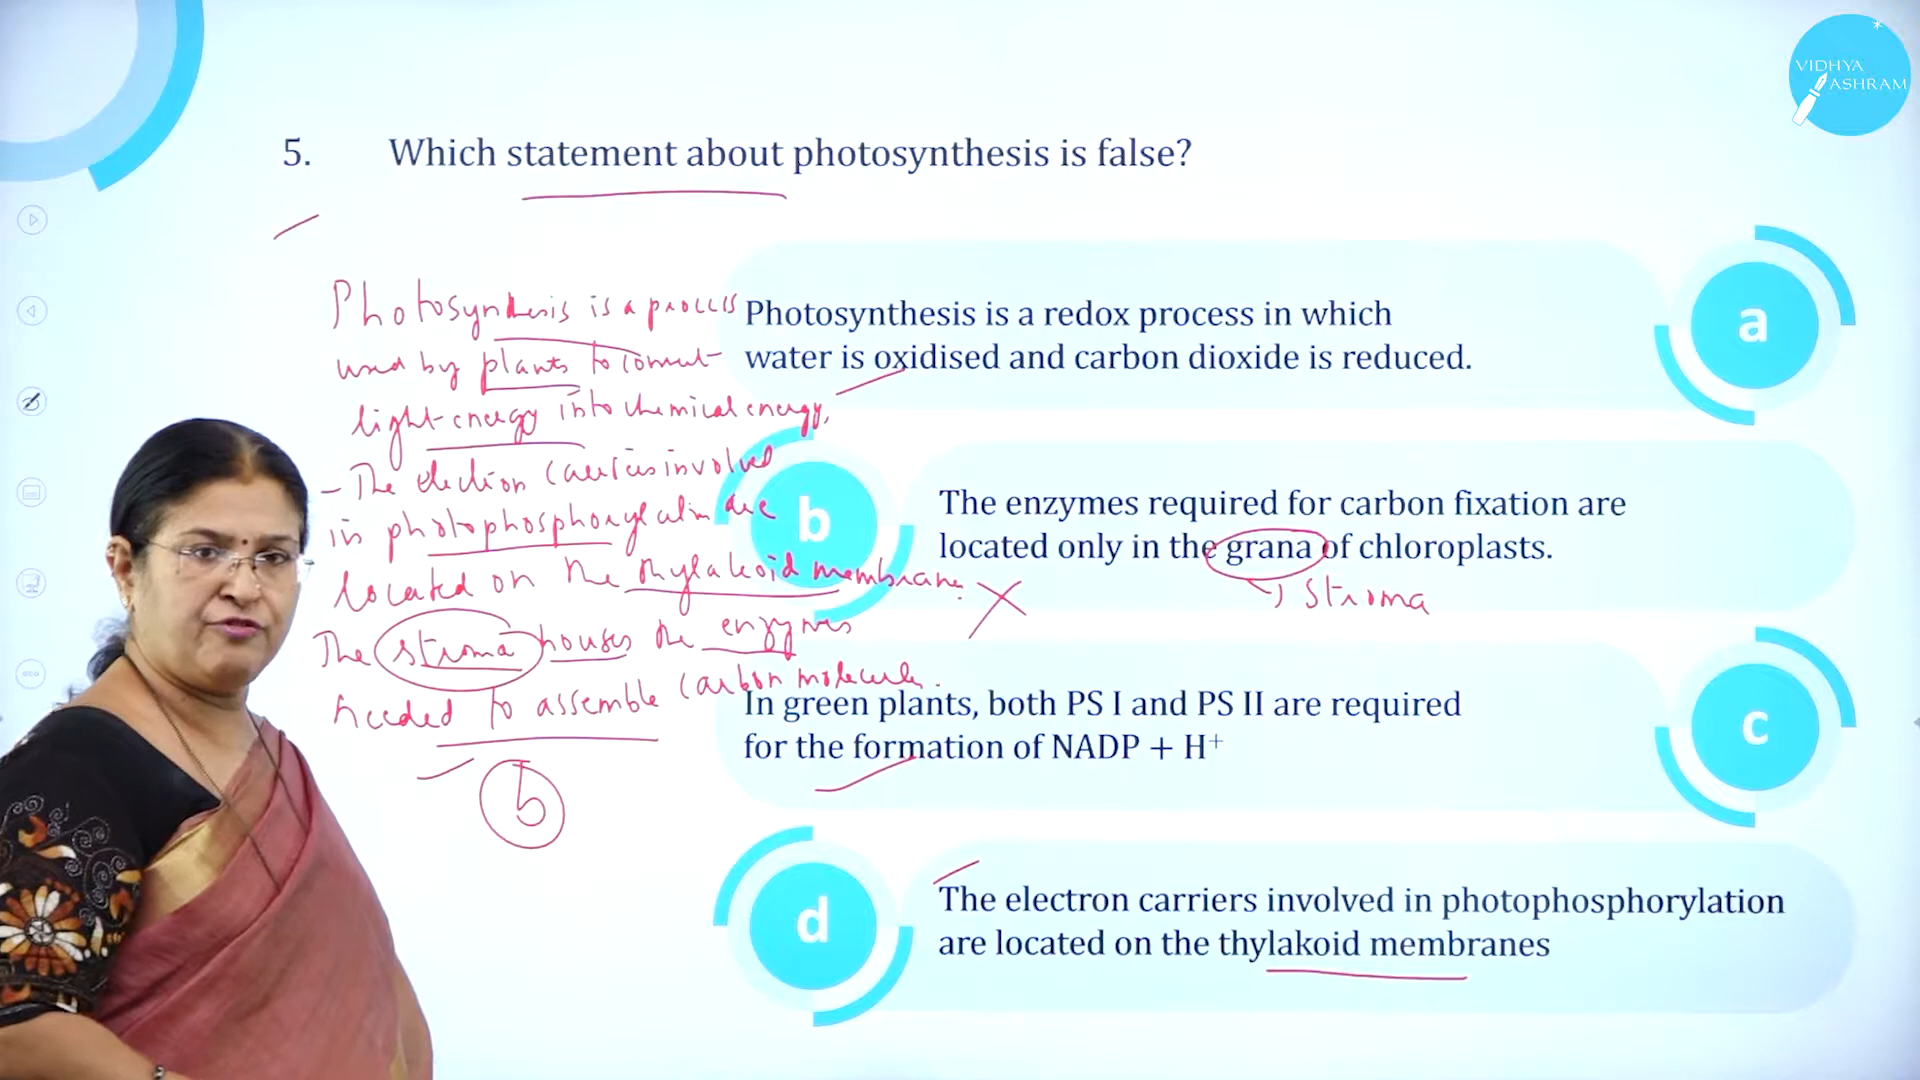 VIDHYA
ASHRAM
5. Which statement about photosynthesis is false?
Photosynthesis is a process
used by plants to convert
light energy into chemical energy,
- The electron carriers involved
in photophosphorylation are
located on the thylakoid membrane.
The stroma houses the enzymes
needed to assemble carbon molecule.
b
Photosynthesis is a redox process in which
water is oxidised and carbon dioxide is reduced.
a
b
The enzymes required for carbon fixation are
located only in the grana of chloroplasts.
→ Stroma
In green plants, both PS I and PS II are required
for the formation of NADP + H⁺
c
d
The electron carriers involved in photophosphorylation
are located on the thylakoid membranes